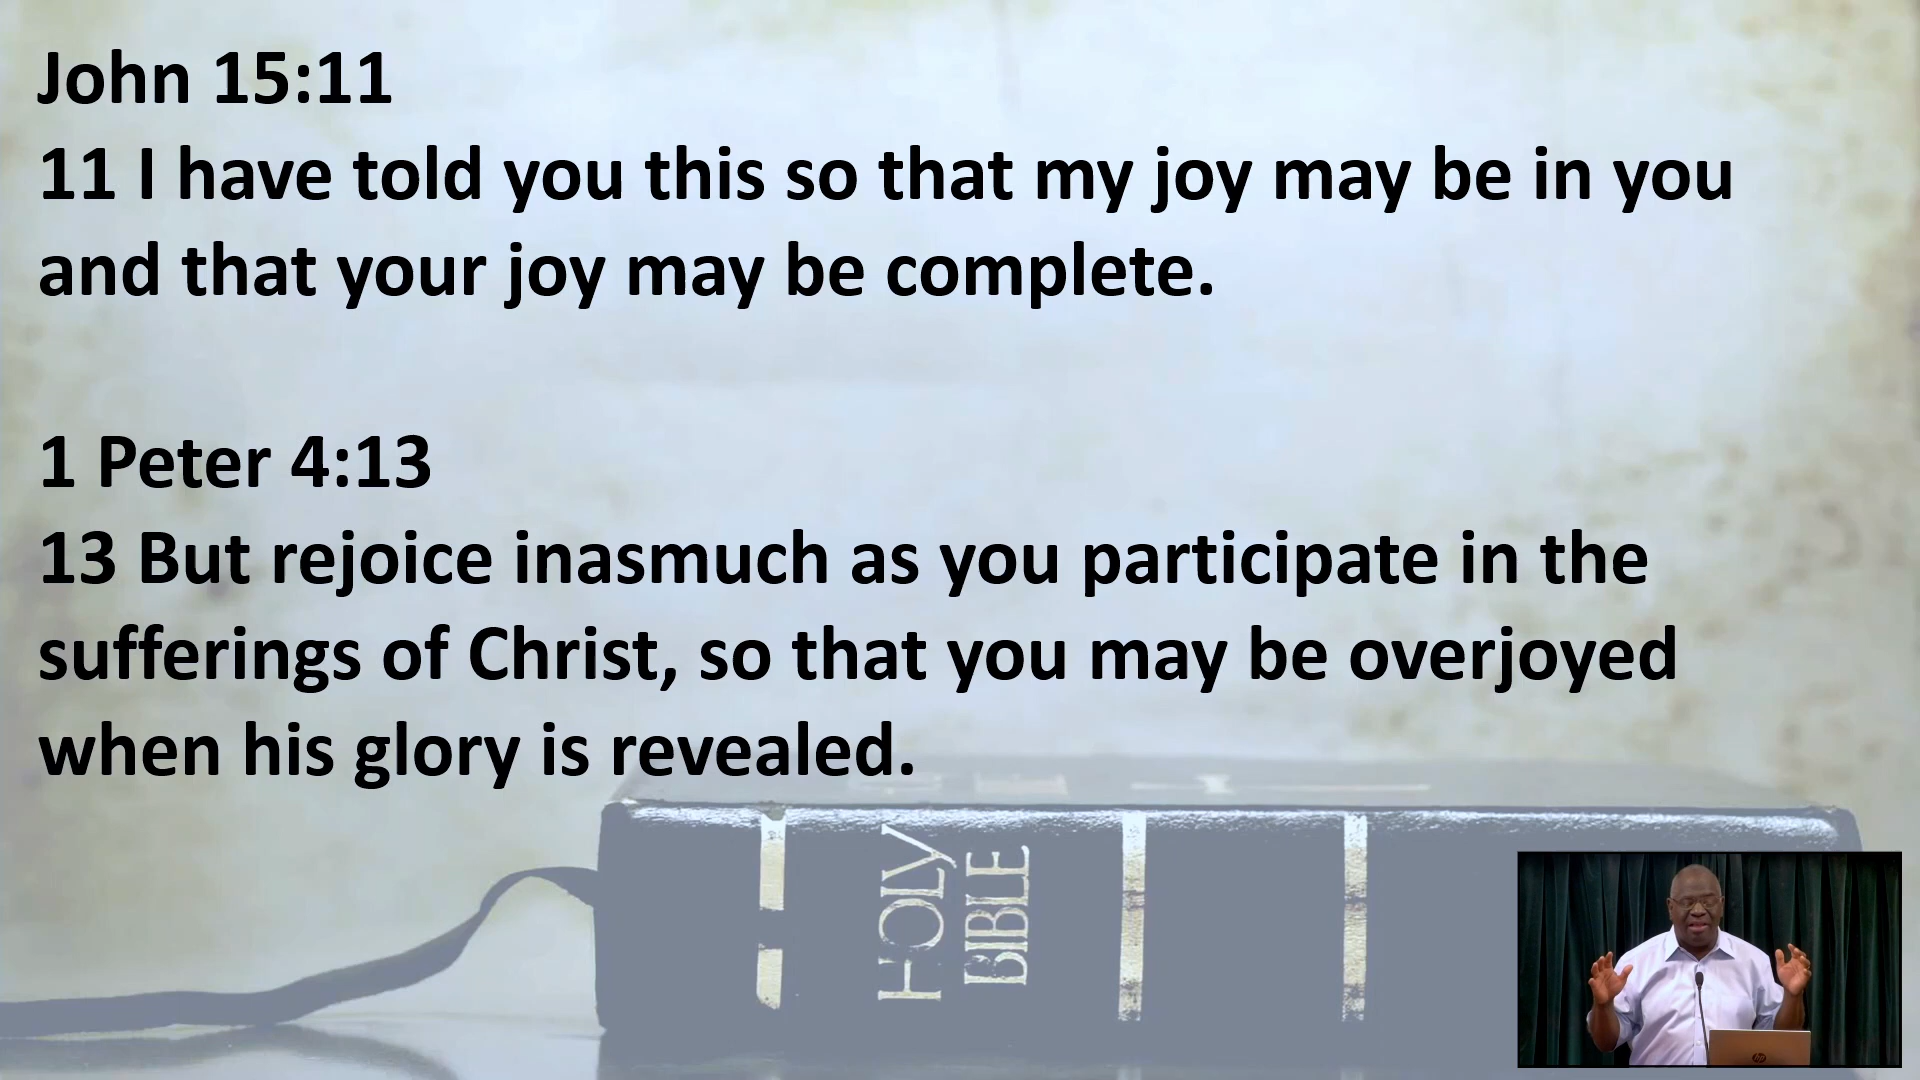 John 15:11
11 I have told you this so that my joy may be in you
and that your joy may be complete.
1 Peter 4:13
13 But rejoice inasmuch as you participate in the
sufferings of Christ, so that you may be overjoyed
when his glory is revealed.
HOLY
BIBLE
hp